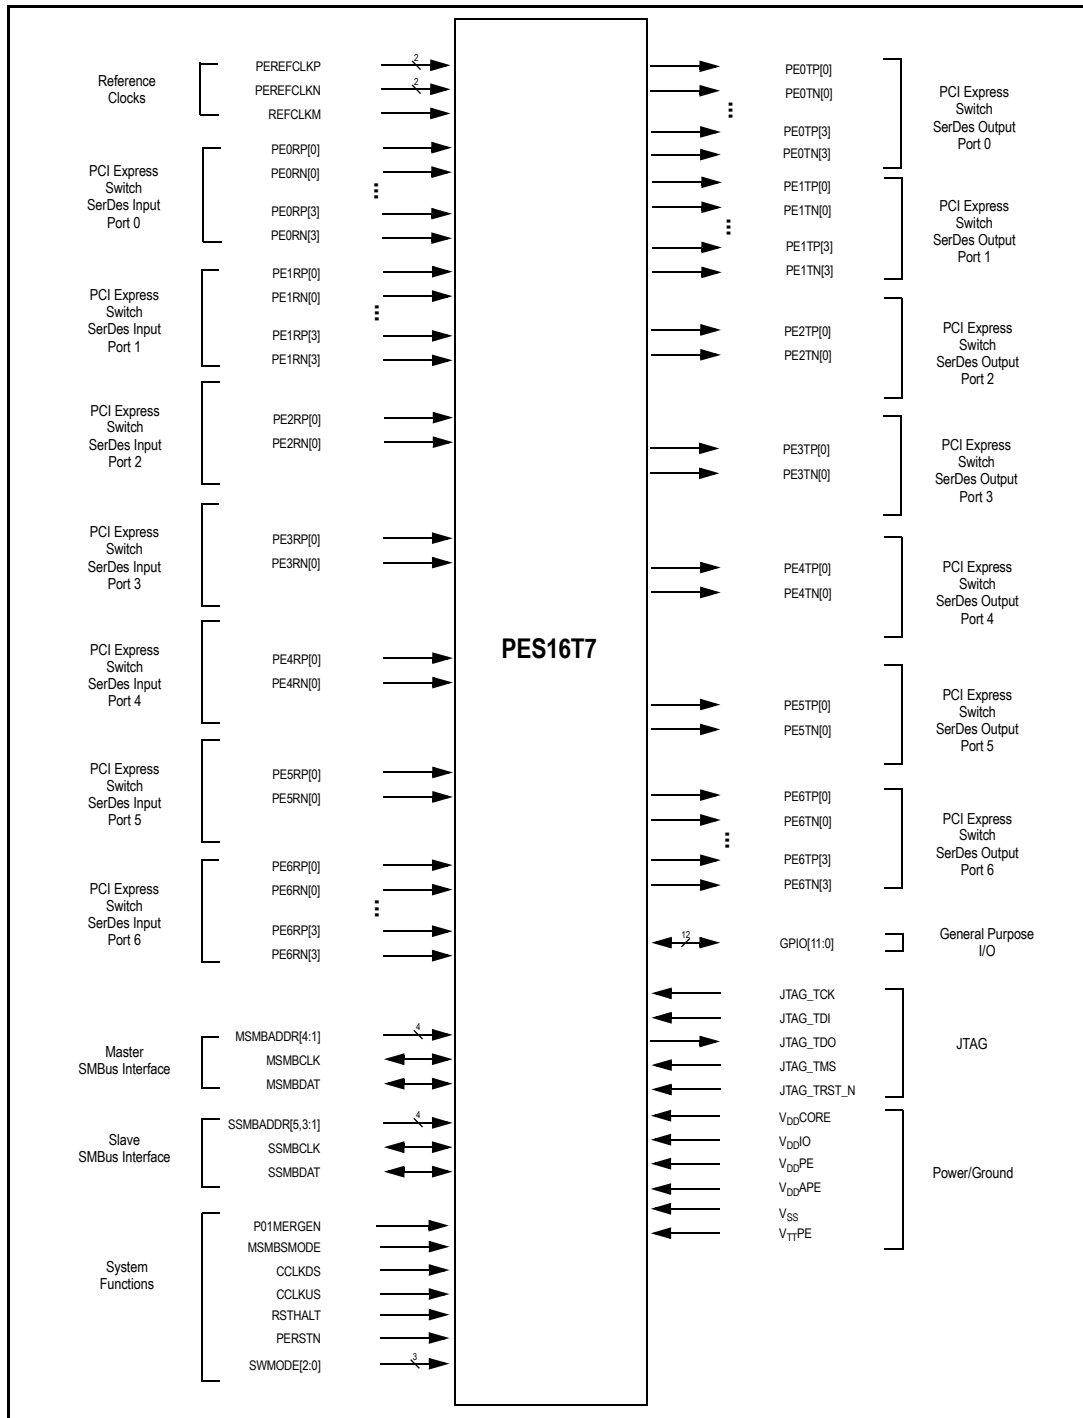 Reference
Clocks
PEREFCLKP
2
PEREFCLKN
2
REFCLKM
PCI Express
Switch
SerDes Input
Port 0
PE0RP[0]
PE0RN[0]
...
PE0RP[3]
PE0RN[3]
PCI Express
Switch
SerDes Input
Port 1
PE1RP[0]
PE1RN[0]
...
PE1RP[3]
PE1RN[3]
PCI Express
Switch
SerDes Input
Port 2
PE2RP[0]
PE2RN[0]
PCI Express
Switch
SerDes Input
Port 3
PE3RP[0]
PE3RN[0]
PCI Express
Switch
SerDes Input
Port 4
PE4RP[0]
PE4RN[0]
PCI Express
Switch
SerDes Input
Port 5
PE5RP[0]
PE5RN[0]
PCI Express
Switch
SerDes Input
Port 6
PE6RP[0]
PE6RN[0]
...
PE6RP[3]
PE6RN[3]
Master
SMBus Interface
MSMBADDR[4:1]
4
MSMBCLK
MSMBDAT
Slave
SMBus Interface
SSMBADDR[5,3:1]
4
SSMBCLK
SSMBDAT
System
Functions
P01MERGEN
MSMBSMODE
CCLKDS
CCLKUS
RSTHALT
PERSTN
SWMODE[2:0]
3
PES16T7
PE0TP[0]
PE0TN[0]
...
PE0TP[3]
PE0TN[3]
PCI Express
Switch
SerDes Output
Port 0
PE1TP[0]
PE1TN[0]
...
PE1TP[3]
PE1TN[3]
PCI Express
Switch
SerDes Output
Port 1
PE2TP[0]
PE2TN[0]
PCI Express
Switch
SerDes Output
Port 2
PE3TP[0]
PE3TN[0]
PCI Express
Switch
SerDes Output
Port 3
PE4TP[0]
PE4TN[0]
PCI Express
Switch
SerDes Output
Port 4
PE5TP[0]
PE5TN[0]
PCI Express
Switch
SerDes Output
Port 5
PE6TP[0]
PE6TN[0]
...
PE6TP[3]
PE6TN[3]
PCI Express
Switch
SerDes Output
Port 6
12
GPIO[11:0]
General Purpose
I/O
JTAG_TCK
JTAG_TDI
JTAG_TDO
JTAG_TMS
JTAG_TRST_N
JTAG
VDDCORE
VDDIO
VDDPE
VDDAPE
VSS
VTTPE
Power/Ground